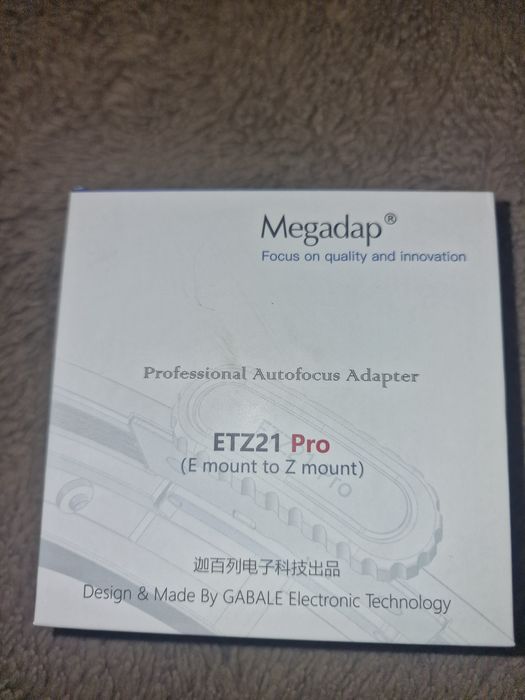 Megadap®
Focus on quality and innovation
Professional Autofocus Adapter
ETZ21 Pro
(E mount to Z mount)
迦百列电子科技出品
Design & Made By GABALE Electronic Technology